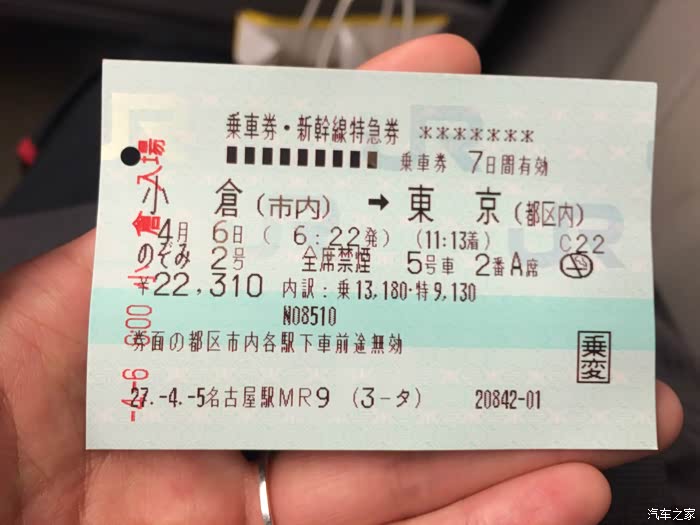 乗車券・新幹線特急券 *******
■■■■■■■■■ 乗車券 7日間有効
小倉(市内) → 東京(都区内)
4月 6日 ( 6:22発) (11:13着) C22
のぞみ 2号 全席禁煙 5号車 2番A席
¥22,310 内訳:乗13,180・特9,130
N08510
券面の都区市内各駅下車前途無効
乗変
27.-4.-5名古屋駅MR9 (3-タ) 20842-01
-4-6 600 小倉 入場
汽车之家